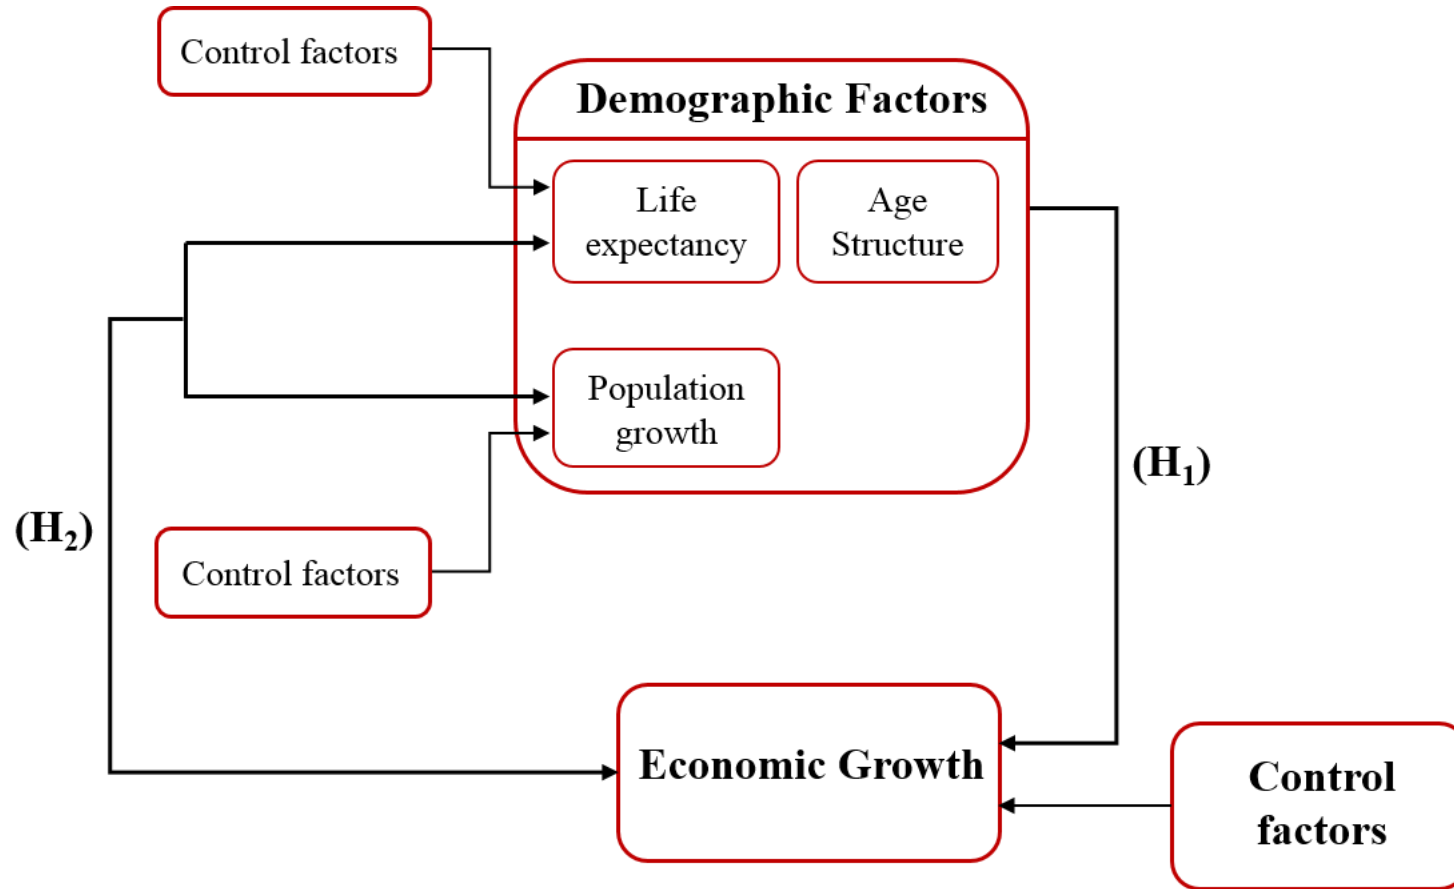 Control factors
Demographic Factors
Life
expectancy
Age
Structure
Population
growth
(H₁)
(H₂)
Control factors
Economic Growth
Control
factors